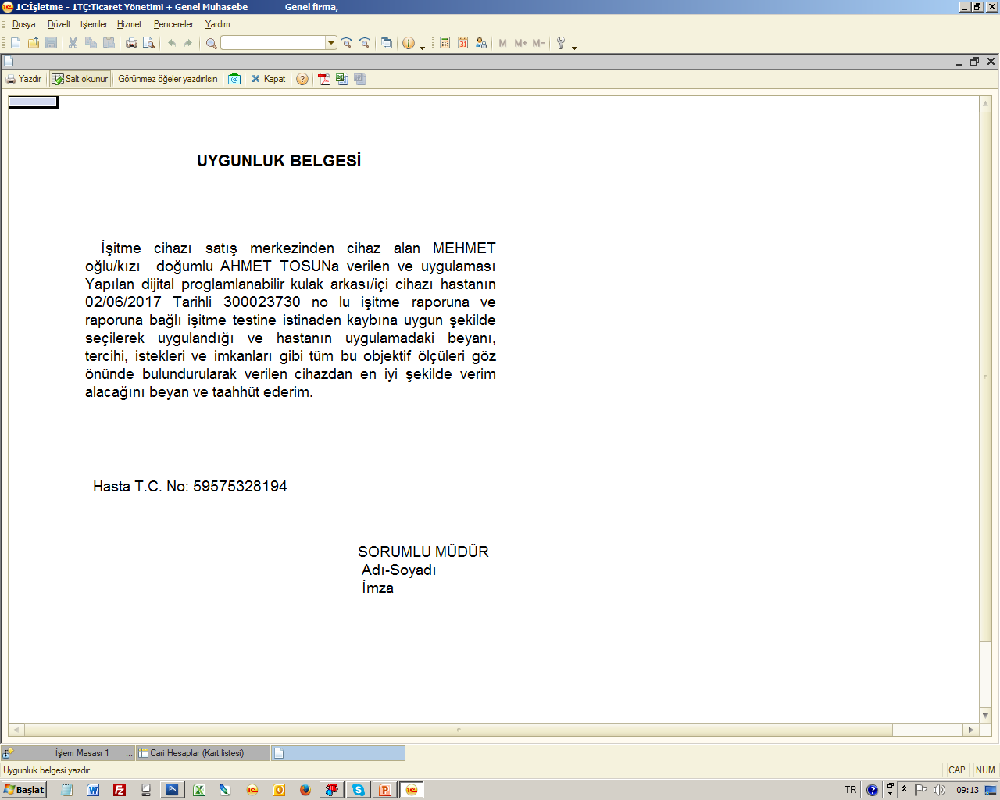 1C:İşletme - 1TÇ:Ticaret Yönetimi + Genel Muhasebe Genel firma,
Dosya Düzelt İşlemler Hizmet Pencereler Yardım
M M+ M-
Yazdır Salt okunur Görünmez öğeler yazdırılsın Kapat
UYGUNLUK BELGESİ
İşitme cihazı satış merkezinden cihaz alan MEHMET
oğlu/kızı doğumlu AHMET TOSUNa verilen ve uygulaması
Yapılan dijital proglamlanabilir kulak arkası/içi cihazı hastanın
02/06/2017 Tarihli 300023730 no lu işitme raporuna ve
raporuna bağlı işitme testine istinaden kaybına uygun şekilde
seçilerek uygulandığı ve hastanın uygulamadaki beyanı,
tercihi, istekleri ve imkanları gibi tüm bu objektif ölçüleri göz
önünde bulundurularak verilen cihazdan en iyi şekilde verim
alacağını beyan ve taahhüt ederim.
Hasta T.C. No: 59575328194
SORUMLU MÜDÜR
Adı-Soyadı
İmza
İşlem Masası 1 ... Cari Hesaplar (Kart listesi)
Uygunluk belgesi yazdır CAP NUM
Başlat TR 09:13